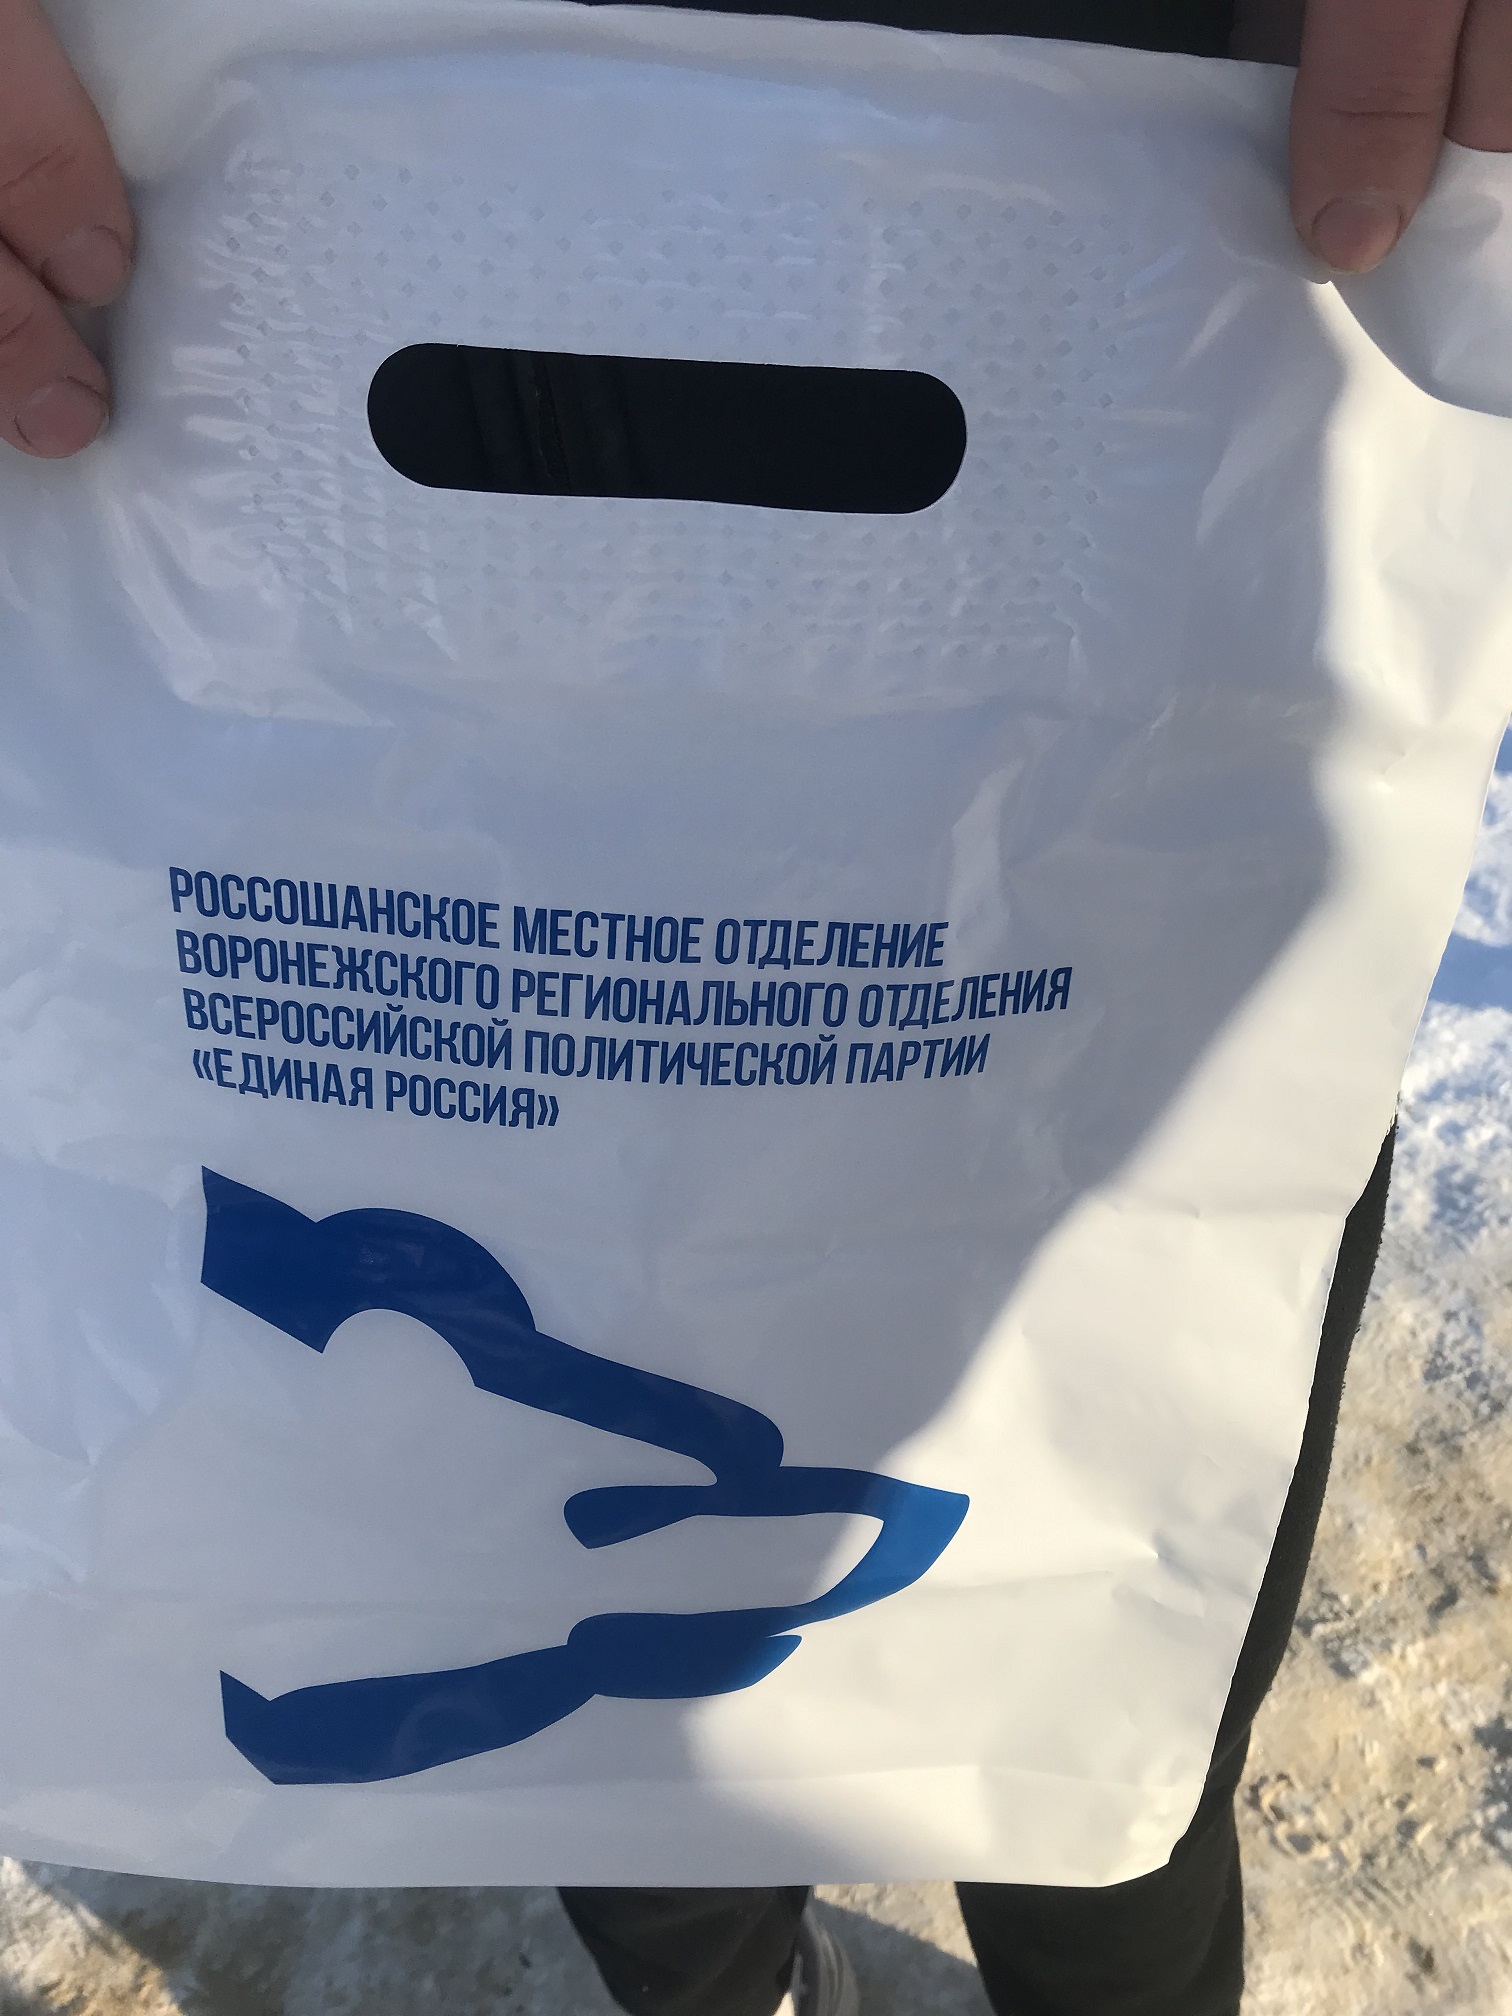 РОССОШАНСКОЕ МЕСТНОЕ ОТДЕЛЕНИЕ
ВОРОНЕЖСКОГО РЕГИОНАЛЬНОГО ОТДЕЛЕНИЯ
ВСЕРОССИЙСКОЙ ПОЛИТИЧЕСКОЙ ПАРТИИ
«ЕДИНАЯ РОССИЯ»